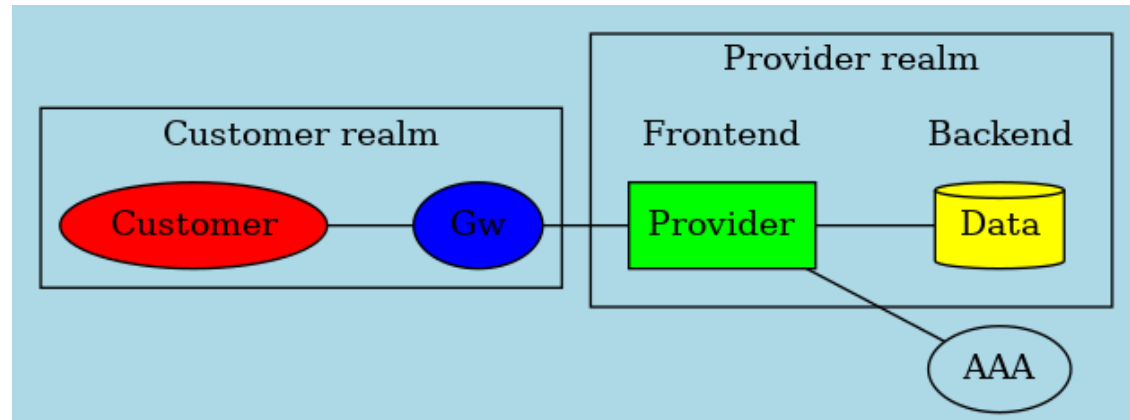 Provider realm
Customer realm
Frontend
Backend
Customer
Gw
Provider
Data
AAA